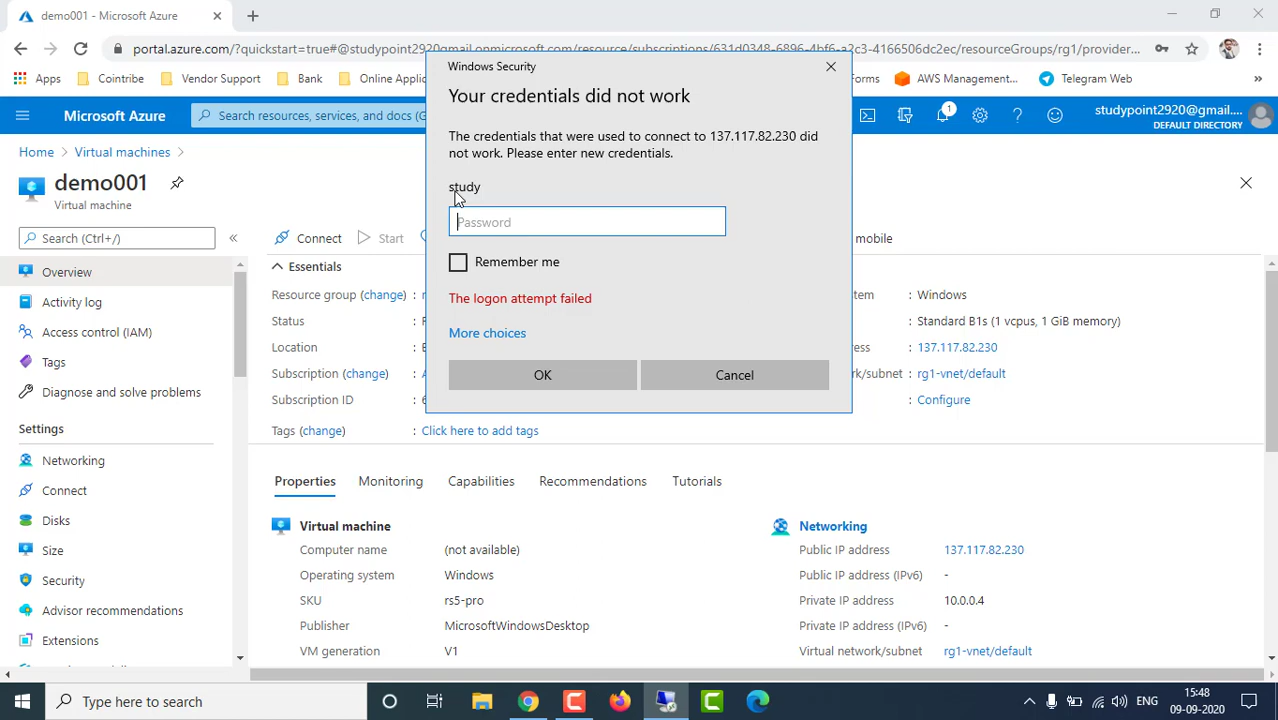 demo001 - Microsoft Azure
portal.azure.com/?quickstart=true#@studypoint2920gmail.onmicrosoft.com/resource/subscriptions/631d0348-6896-4bf6-a2c3-4166506dc2ec/resourceGroups/rg1/provider...
Apps
Cointribe
Vendor Support
Bank
Online Applic
Forms
AWS Management...
Telegram Web
»
Microsoft Azure
Search resources, services, and docs (G
1
studypoint2920@gmail....
DEFAULT DIRECTORY
Home > Virtual machines >
demo001
Virtual machine
Search (Ctrl+/)
«
Connect
Start
mobile
Overview
Activity log
Access control (IAM)
Tags
Diagnose and solve problems
Settings
Networking
Connect
Disks
Size
Security
Advisor recommendations
Extensions
Essentials
Resource group (change) :
Status :
Location :
Subscription (change) :
Subscription ID : 6
Tags (change) : Click here to add tags
: Windows
: Standard B1s (1 vcpus, 1 GiB memory)
: 137.117.82.230
k/subnet : rg1-vnet/default
: Configure
Windows Security
Your credentials did not work
The credentials that were used to connect to 137.117.82.230 did
not work. Please enter new credentials.
study
Password
Remember me
The logon attempt failed
More choices
OK
Cancel
Properties
Monitoring
Capabilities
Recommendations
Tutorials
Virtual machine
Computer name (not available)
Operating system Windows
SKU rs5-pro
Publisher MicrosoftWindowsDesktop
VM generation V1
Networking
Public IP address 137.117.82.230
Public IP address (IPv6) -
Private IP address 10.0.0.4
Private IP address (IPv6) -
Virtual network/subnet rg1-vnet/default
Type here to search
ENG
15:48
09-09-2020